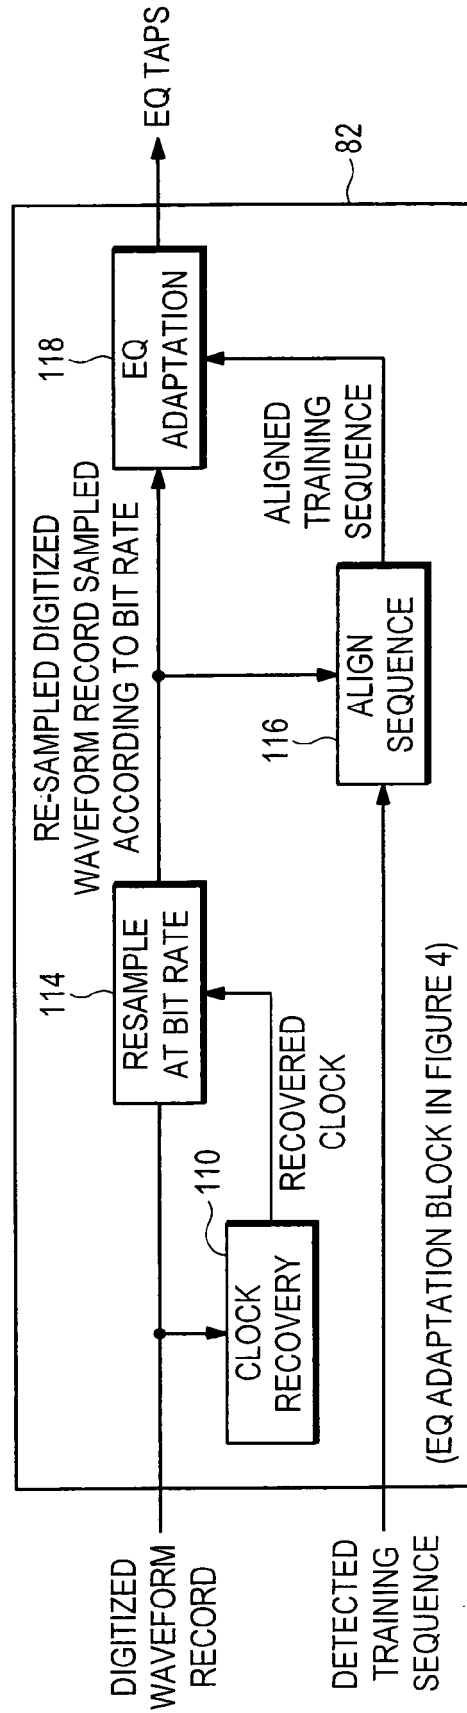 DIGITIZED
WAVEFORM
RECORD
110
CLOCK
RECOVERY
RECOVERED
CLOCK
114
RESAMPLE
AT BIT RATE
RE-SAMPLED DIGITIZED
WAVEFORM RECORD SAMPLED
ACCORDING TO BIT RATE
118
EQ
ADAPTATION
EQ TAPS
DETECTED
TRAINING
SEQUENCE
116
ALIGN
SEQUENCE
ALIGNED
TRAINING
SEQUENCE
82
(EQ ADAPTATION BLOCK IN FIGURE 4)